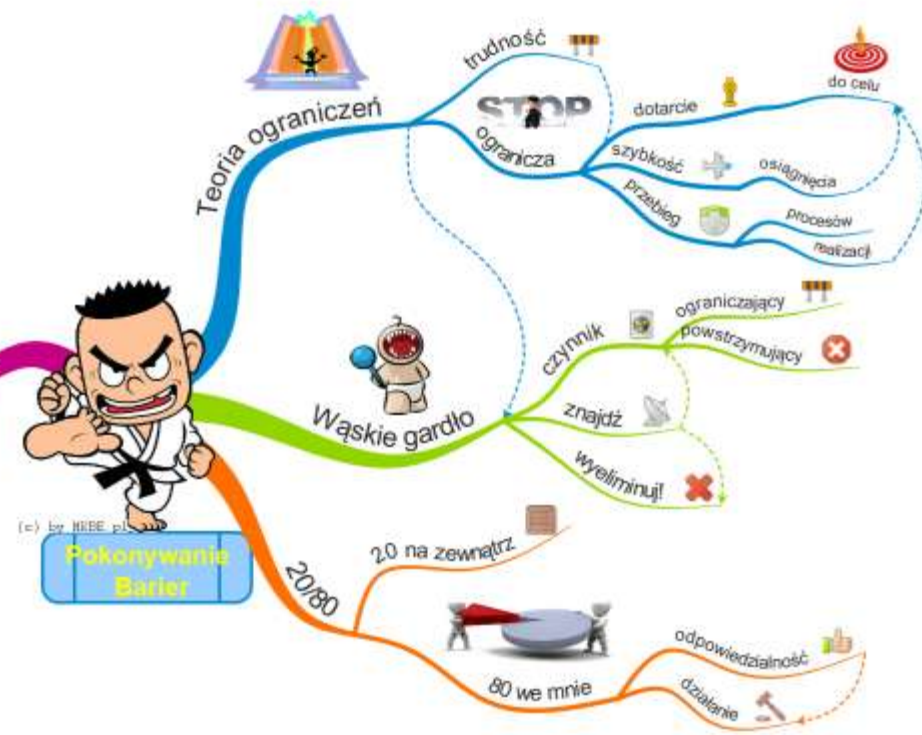 Teoria ograniczeń
trudność
STOP
ogranicza
dotarcie
do celu
szybkość
osiągnięcia
przebieg
procesów
realizacji
Wąskie gardło
czynnik
ograniczający
powstrzymujący
znajdź
wyeliminuj!
(c) by MEBE pl
Pokonywanie
Barier
20/80
20 na zewnątrz
80 we mnie
odpowiedzialność
działanie